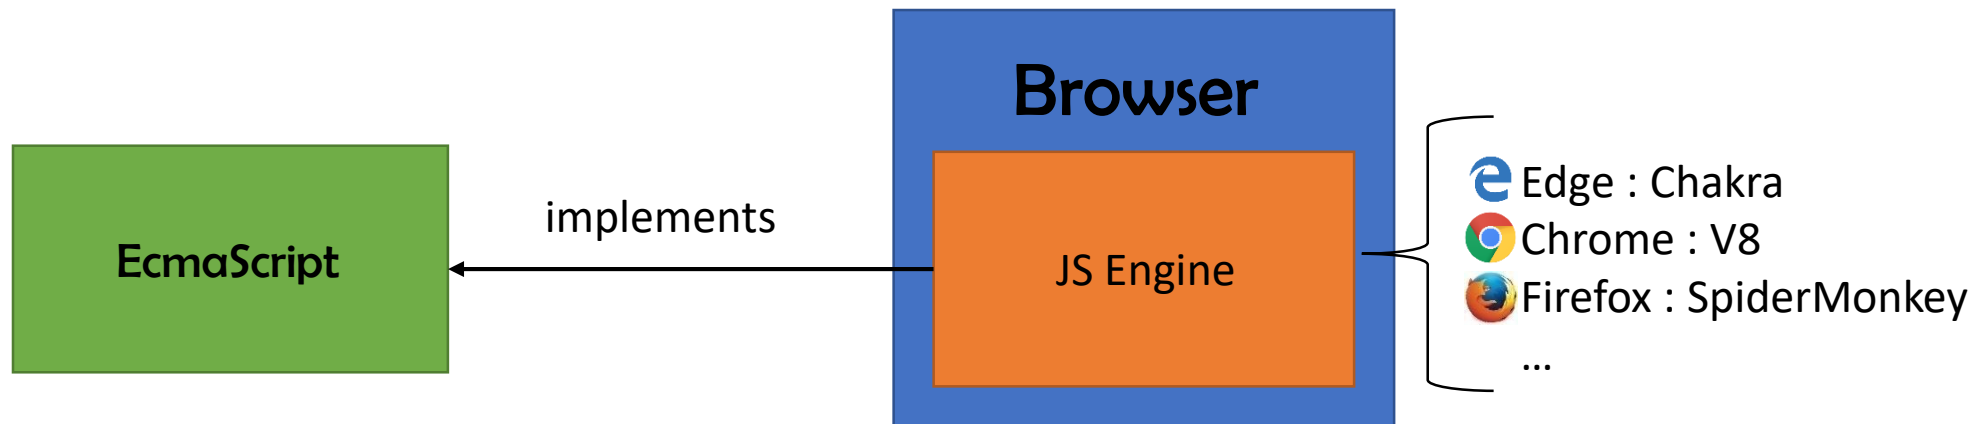 Browser
EcmaScript
implements
JS Engine
Edge : Chakra
Chrome : V8
Firefox : SpiderMonkey
...